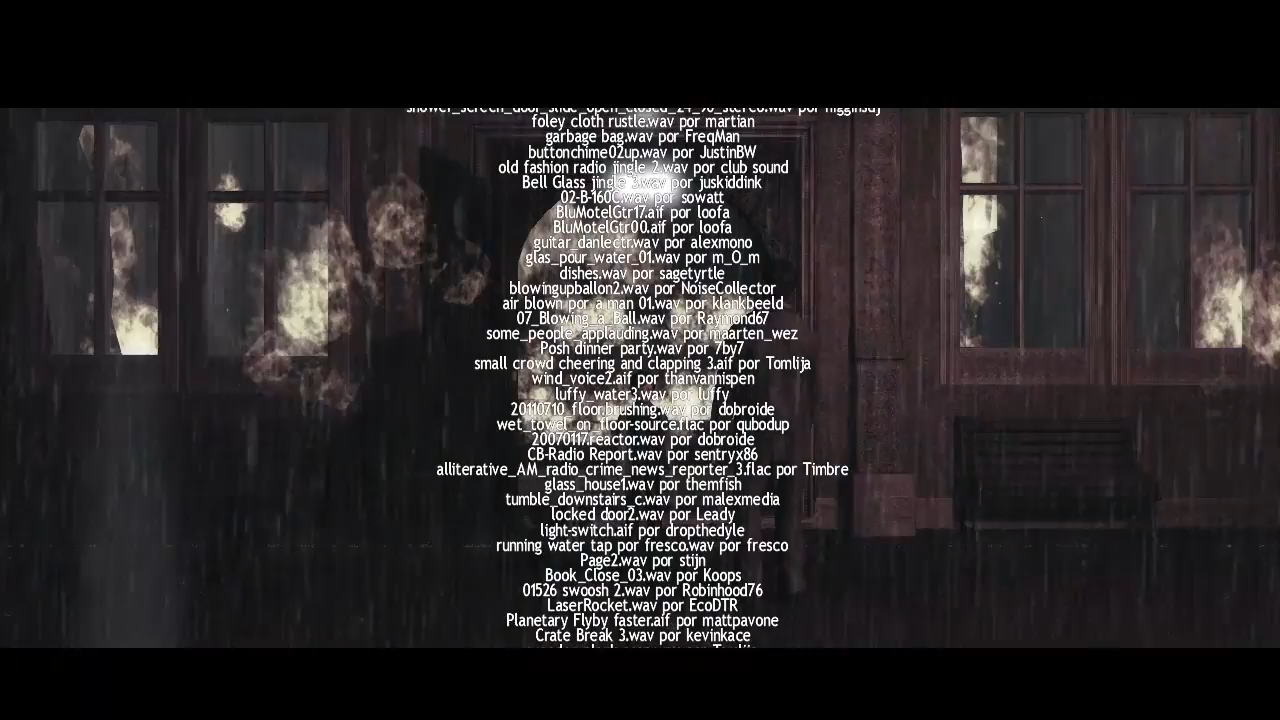 shower_screen_door_slide_open_closed_24_96_stereo.wav por higginsdj
foley cloth rustle.wav por martian
garbage bag.wav por FreqMan
buttonchime02up.wav por JustinBW
old fashion radio jingle 2.wav por club sound
Bell Glass jingle 3.wav por juskiddink
02-B-160C.wav por sowatt
BluMotelGtr17.aif por loofa
BluMotelGtr00.aif por loofa
guitar_danlectr.wav por alexmono
glas_pour_water_01.wav por m_O_m
dishes.wav por sagetyrtle
blowingupballon2.wav por NoiseCollector
air blown por a man 01.wav por klankbeeld
07_Blowing_a_Ball.wav por Raymond67
some_people_applauding.wav por maarten_wez
Posh dinner party.wav por 7by7
small crowd cheering and clapping 3.aif por Tomlija
wind_voice2.aif por thanvannispen
luffy_water3.wav por luffy
20110710_floor.brushing.wav por dobroide
wet_towel_on_floor-source.flac por qubodup
20070117.reactor.wav por dobroide
CB-Radio Report.wav por sentryx86
alliterative_AM_radio_crime_news_reporter_3.flac por Timbre
glass_house1.wav por themfish
tumble_downstairs_c.wav por malexmedia
locked door2.wav por Leady
light-switch.aif por dropthedyle
running water tap por fresco.wav por fresco
Page2.wav por stijn
Book_Close_03.wav por Koops
01526 swoosh 2.wav por Robinhood76
LaserRocket.wav por EcoDTR
Planetary Flyby faster.aif por mattpavone
Crate Break 3.wav por kevinkace